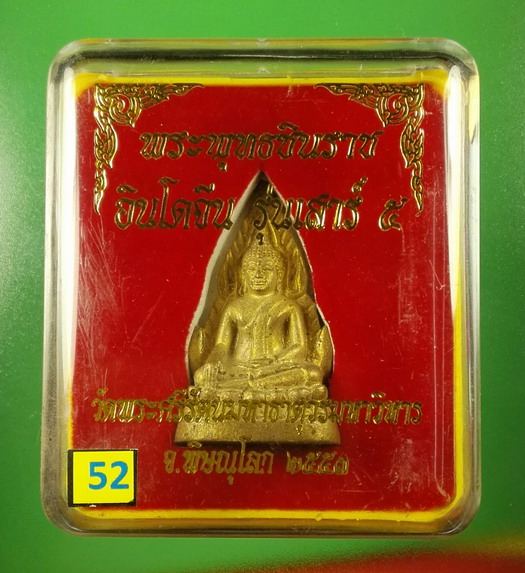 พระพุทธชินราช
อินโดจีน รุ่นเสาร์ ๕
วัดพระศรีรัตนมหาธาตุวรมหาวิหาร
จ.พิษณุโลก ๒๕๕๑
52